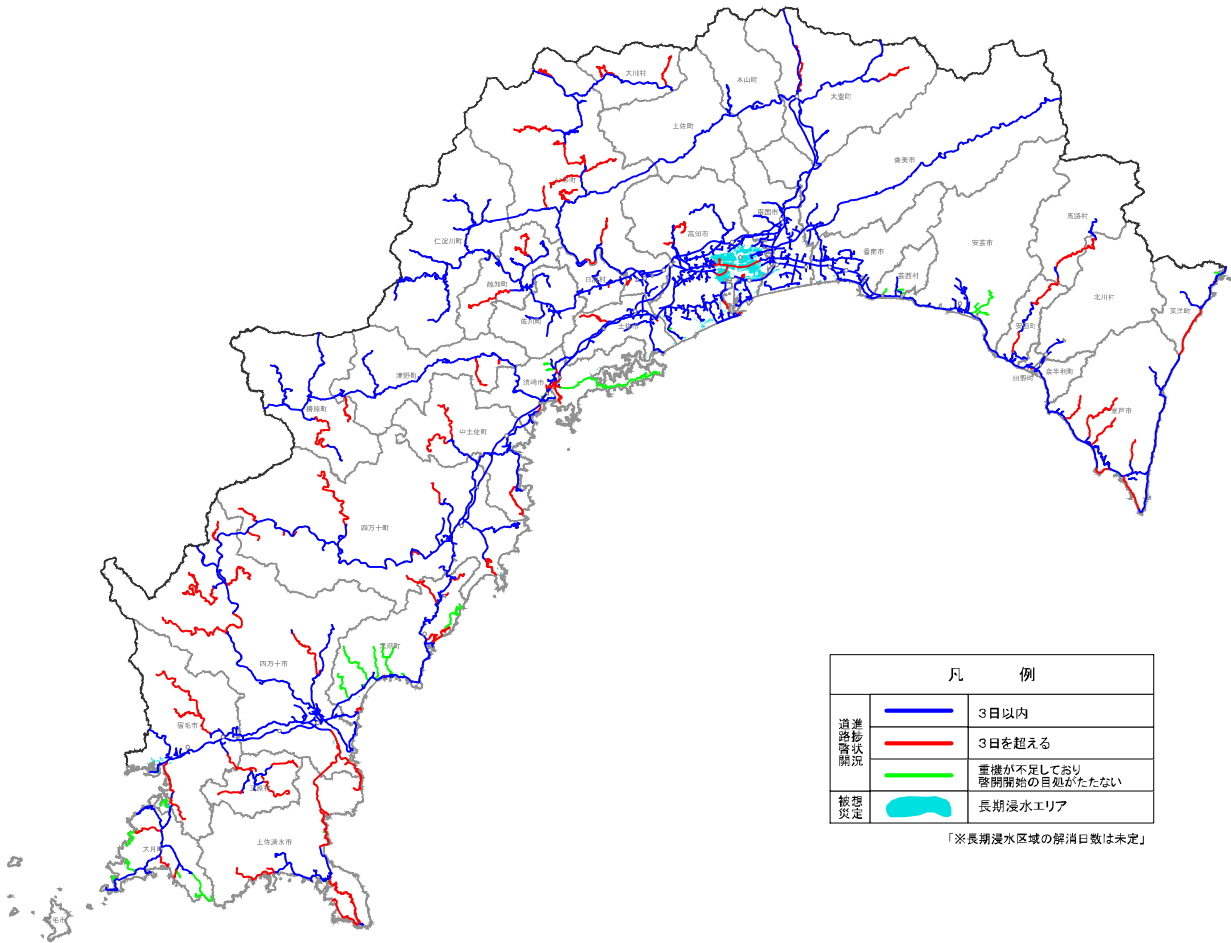 大川村
本山町
大豊町
土佐町
いの町
香美市
馬路村
仁淀川町
高知市
南国市
香南市
安芸市
芸西村
越知町
日高村
北川村
佐川町
土佐市
安田町
東洋町
津野町
須崎市
田野町
奈半利町
梼原町
室戸市
中土佐町
四万十町
黒潮町
四万十市
宿毛市
三原村
土佐清水市
大月町
宿毛市
凡 例
道路啓開
進捗状況
3日以内
3日を超える
重機が不足しており
啓開開始の目処がたたない
被災
想定
長期浸水エリア
「※長期浸水区域の解消日数は未定」